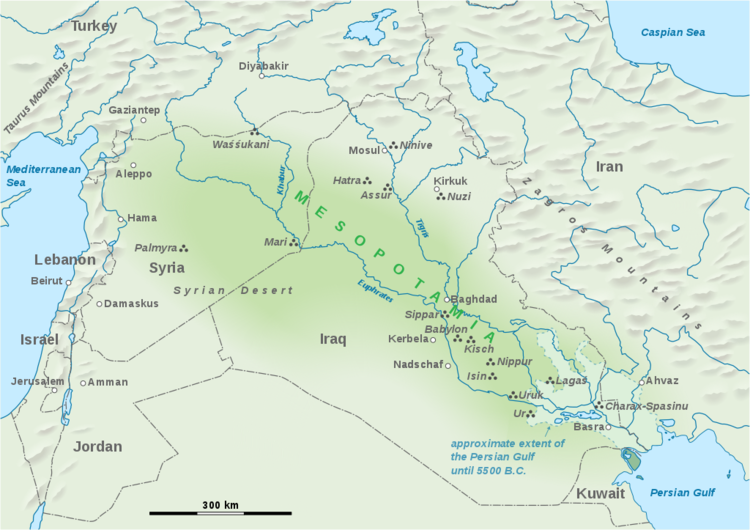 Turkey
Caspian Sea
Diyabakir
Taurus Mountains
Gaziantep
Waššukani
Mosul
Ninive
Mediterranean
Sea
Aleppo
Khabur
Iran
Hatra
Assur
Kirkuk
Nuzi
Zagros Mountains
MESOPOTAMIA
Hama
Tigris
Palmyra
Mari
Lebanon
Syria
Beirut
Syrian Desert
Euphrates
Damaskus
Baghdad
Sippar
Israel
Iraq
Kerbela
Babylon
Kisch
Nadschaf
Nippur
Jerusalem
Amman
Isin
Lagas
Ahvaz
Uruk
Charax-Spasinu
Ur
Basra
Jordan
approximate extent of
the Persian Gulf
until 5500 B.C.
Kuwait
Persian Gulf
300 km